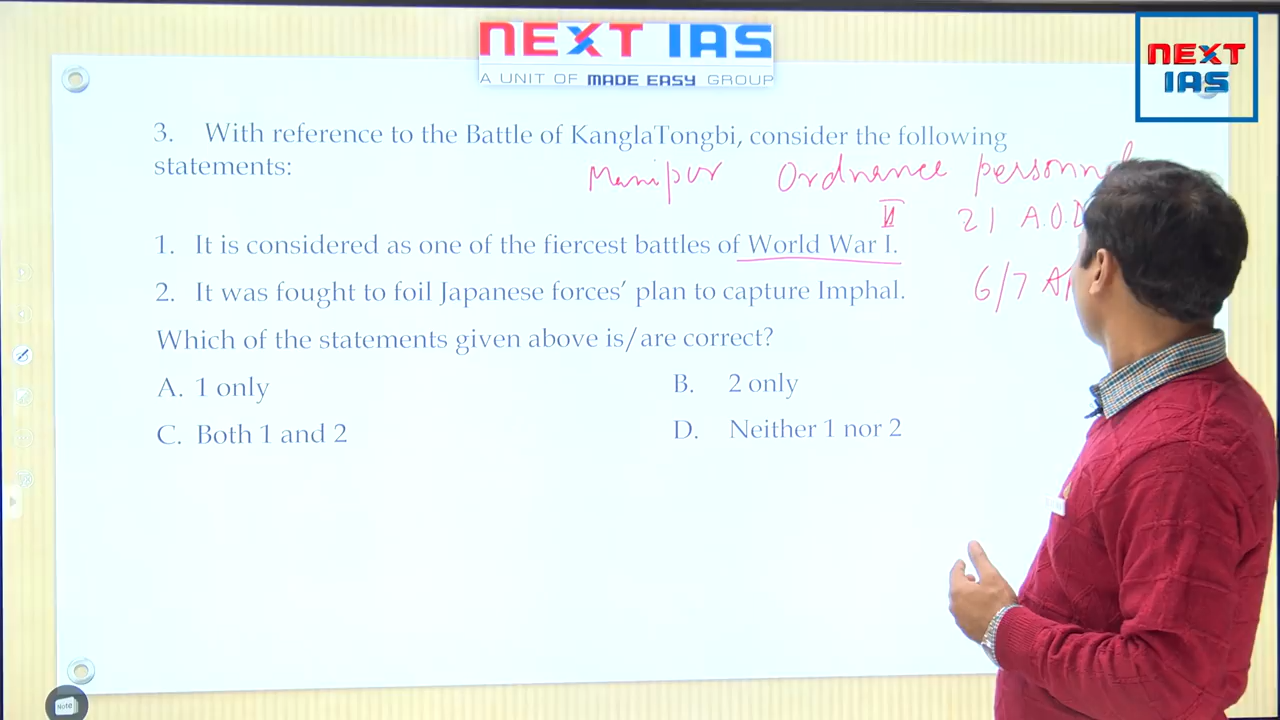 NEXT IAS
A UNIT OF MADE EASY GROUP
NEXT
IAS
3. With reference to the Battle of KanglaTongbi, consider the following
statements:
Manipur Ordnance
II 21 A.O.D
1. It is considered as one of the fiercest battles of World War I.
6/7
2. It was fought to foil Japanese forces’ plan to capture Imphal.
Which of the statements given above is/are correct?
A. 1 only
B. 2 only
C. Both 1 and 2
D. Neither 1 nor 2
Note